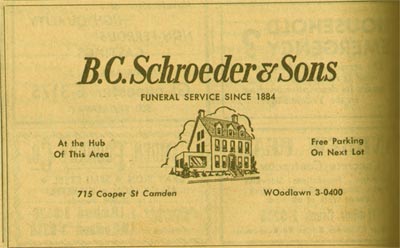 B.C. Schroeder & Sons
FUNERAL SERVICE SINCE 1884
At the Hub
Of This Area
Free Parking
On Next Lot
715 Cooper St Camden
WOodlawn 3-0400